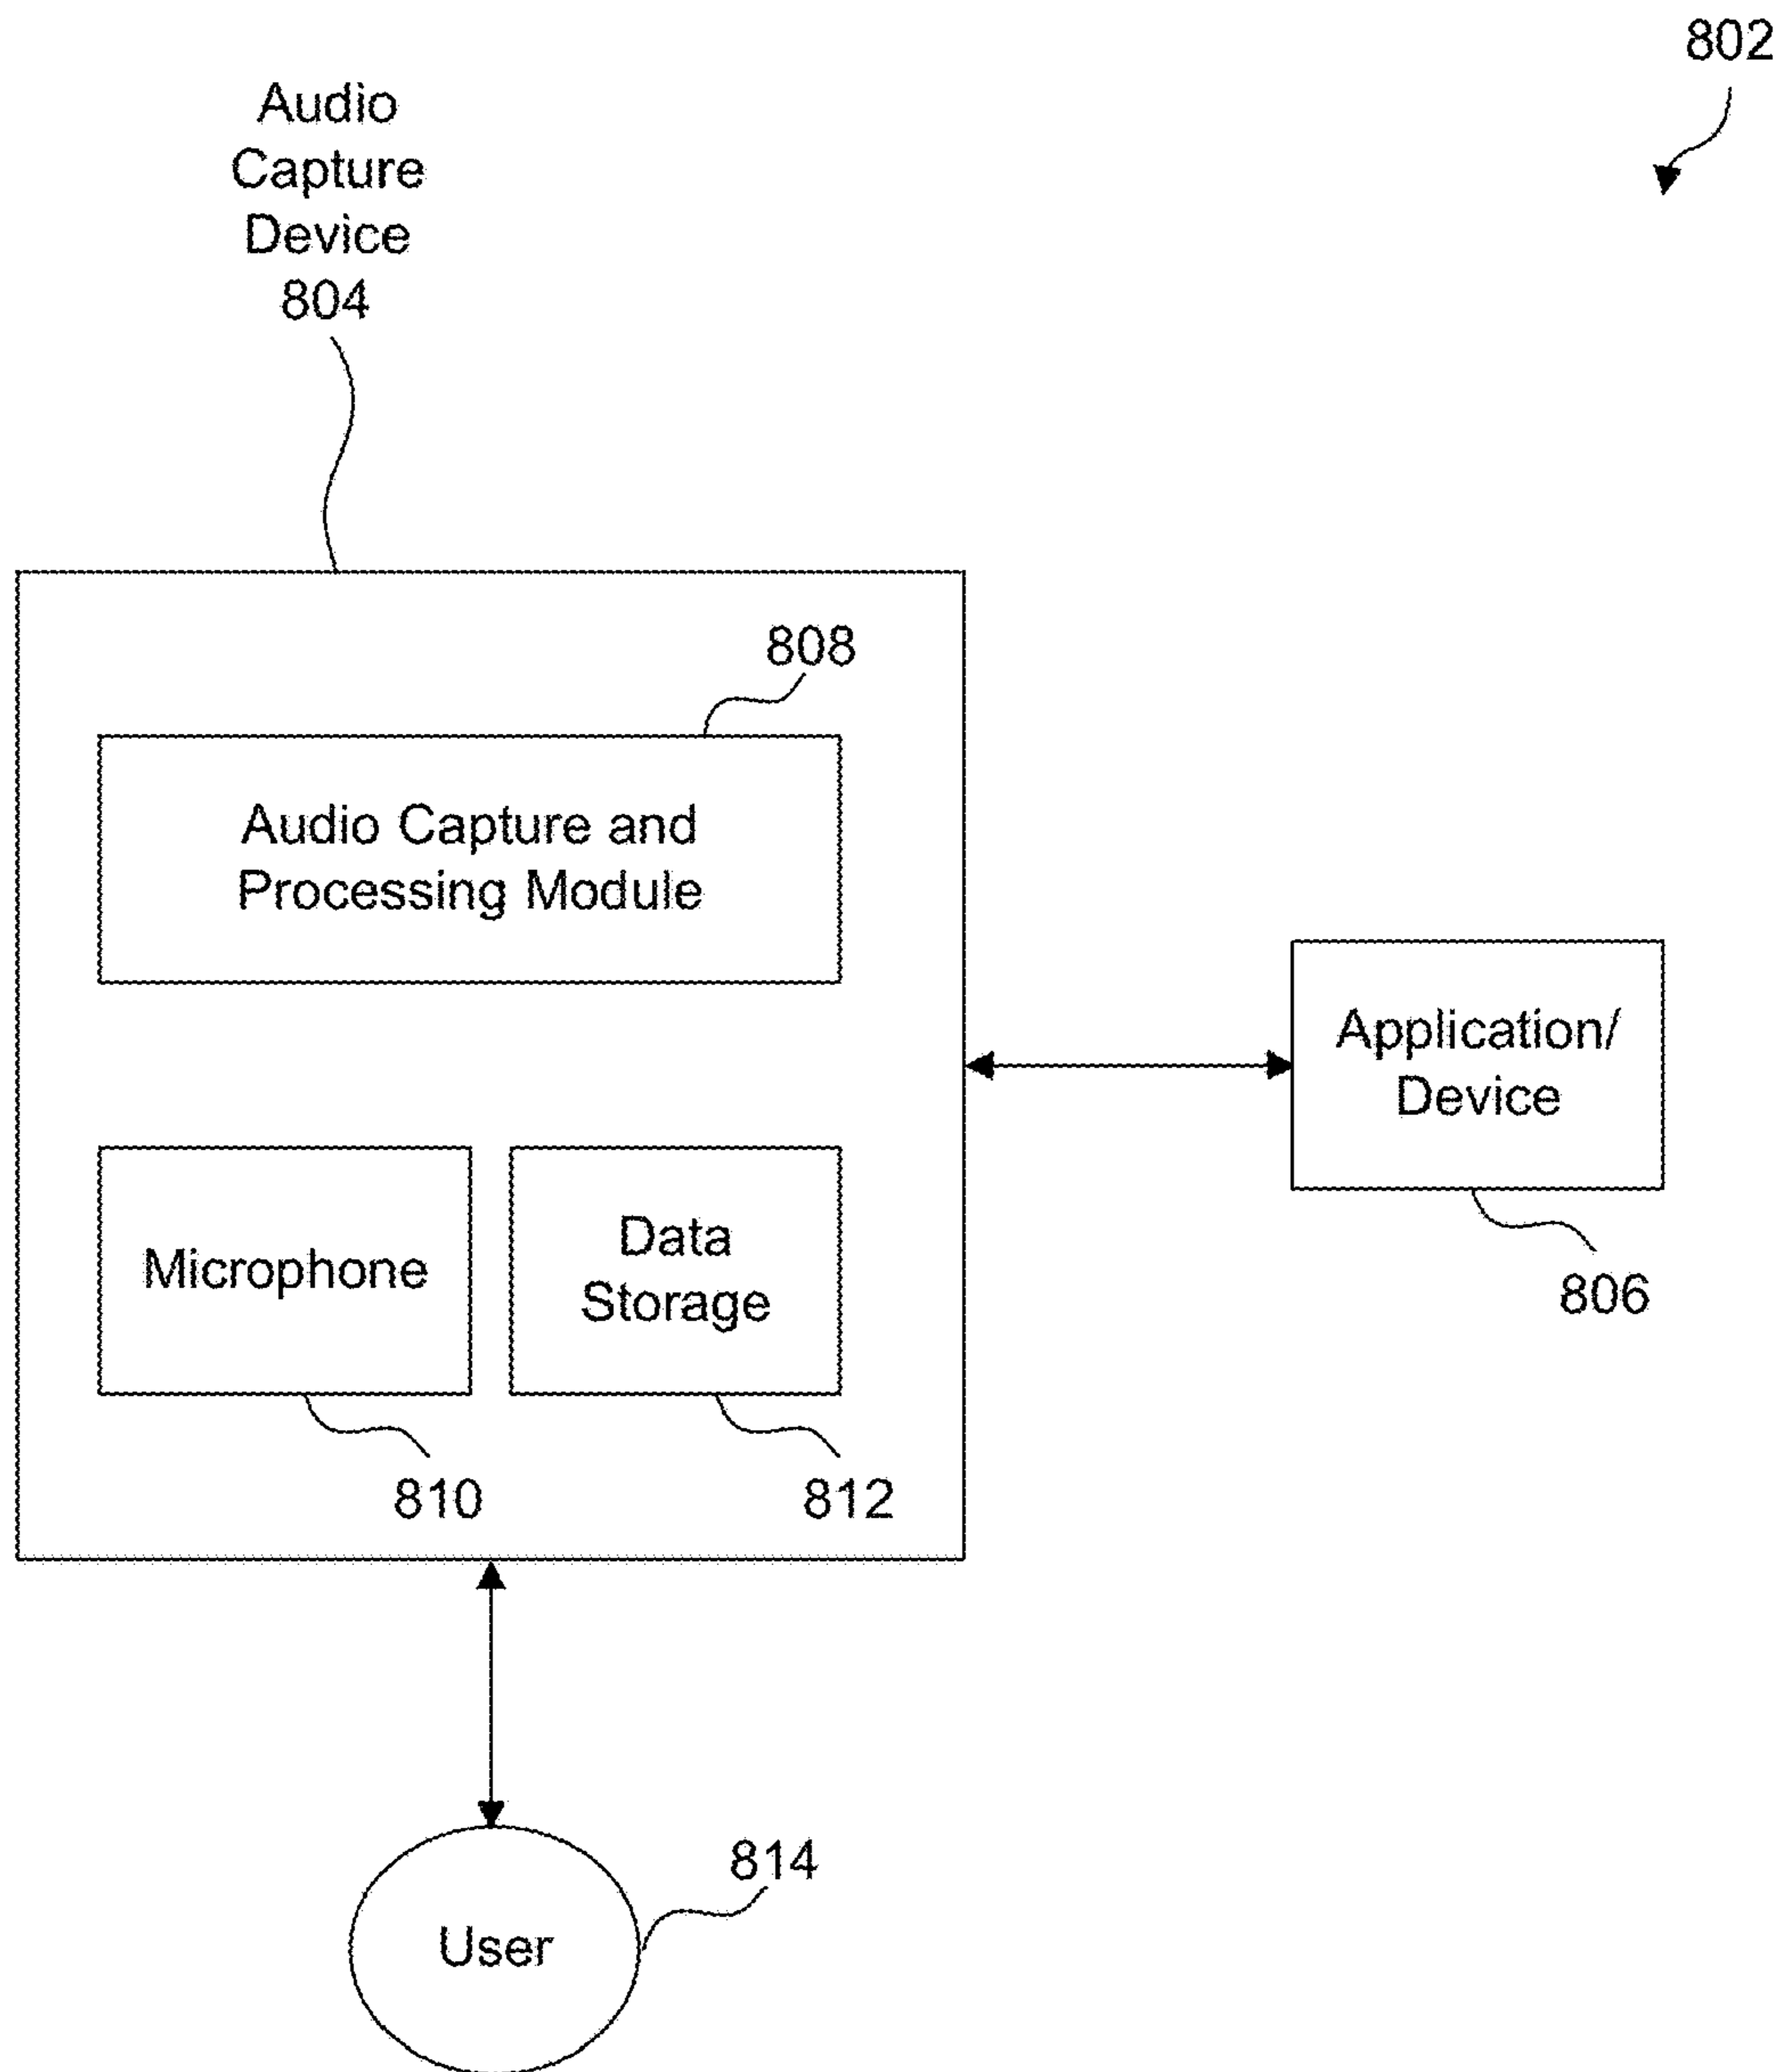 802
Audio
Capture
Device
804
808
Audio Capture and
Processing Module
Application/
Device
806
Microphone
Data
Storage
810
812
814
User